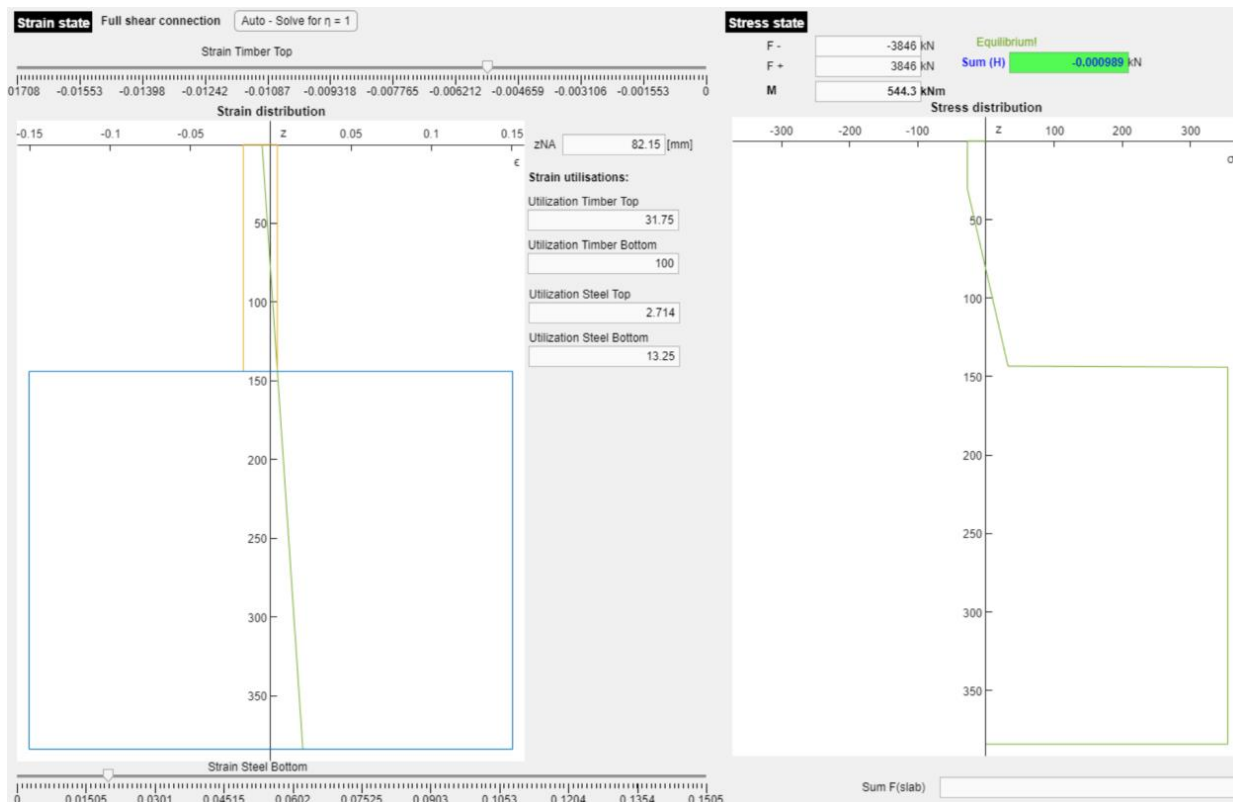 Strain state Full shear connection Auto - Solve for η = 1
Strain Timber Top
01708 -0.01553 -0.01398 -0.01242 -0.01087 -0.009318 -0.007765 -0.006212 -0.004659 -0.003106 -0.001553 0
Strain distribution
-0.15 -0.1 -0.05 z 0.05 0.1 0.15
ε
50
100
150
200
250
300
350
zNA 82.15 [mm]
Strain utilisations:
Utilization Timber Top
31.75
Utilization Timber Bottom
100
Utilization Steel Top
2.714
Utilization Steel Bottom
13.25
Strain Steel Bottom
0 0.01505 0.0301 0.04515 0.0602 0.07525 0.0903 0.1053 0.1204 0.1354 0.1505
Stress state
F - -3846 kN
F + 3846 kN
M 544.3 kNm
Equilibrium!
Sum (H) -0.000989 kN
Stress distribution
-300 -200 -100 z 100 200 300
σ
50
100
150
200
250
300
350
Sum F(slab)